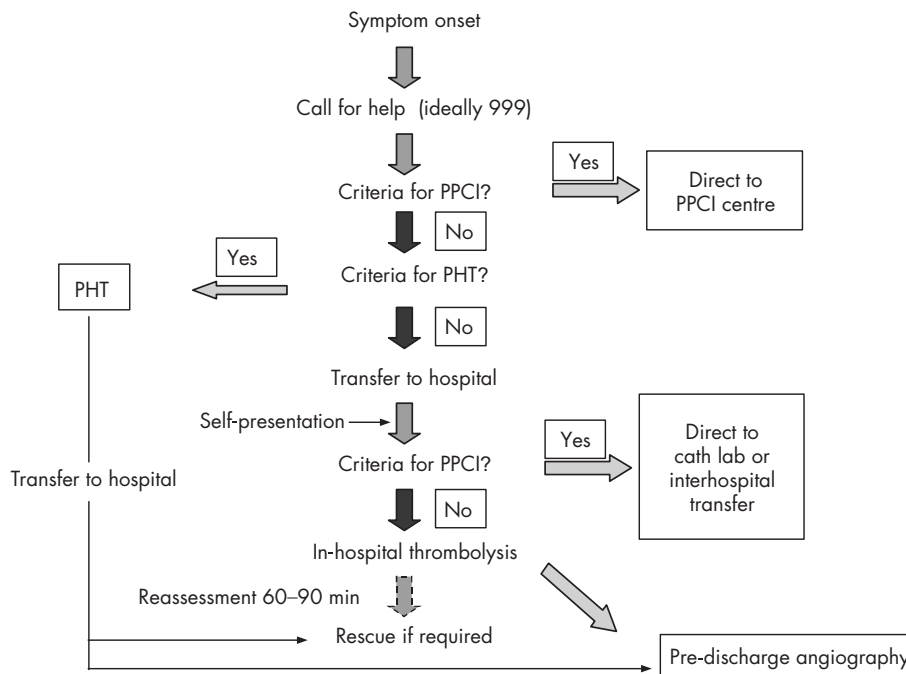 Symptom onset
Call for help (ideally 999)
Yes
Direct to
PPCI centre
Criteria for PPCI?
No
Yes
Criteria for PHT?
PHT
No
Transfer to hospital
Self-presentation
Yes
Direct to
cath lab or
interhospital
transfer
Criteria for PPCI?
Transfer to hospital
No
In-hospital thrombolysis
Reassessment 60–90 min
Rescue if required
Pre-discharge angiography